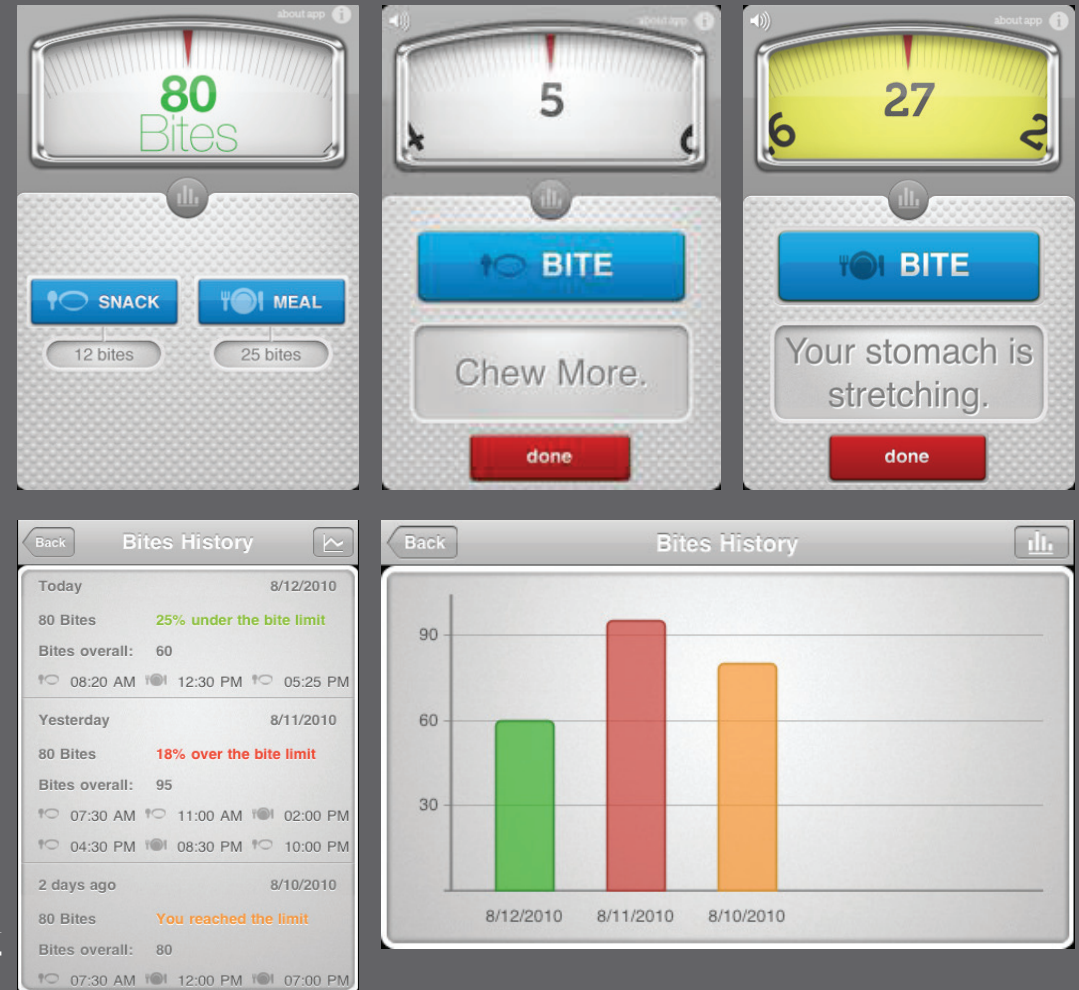 about app
80
Bites
SNACK
MEAL
12 bites
25 bites
about app
5
4
BITE
Chew More.
done
about app
27
26
2
BITE
Your stomach is
stretching.
done
Back
Bites History
Today 8/12/2010
80 Bites 25% under the bite limit
Bites overall: 60
08:20 AM 12:30 PM 05:25 PM
Yesterday 8/11/2010
80 Bites 18% over the bite limit
Bites overall: 95
07:30 AM 11:00 AM 02:00 PM
04:30 PM 08:30 PM 10:00 PM
2 days ago 8/10/2010
80 Bites You reached the limit
Bites overall: 80
07:30 AM 12:00 PM 07:00 PM
Back
Bites History
90
60
30
8/12/2010 8/11/2010 8/10/2010